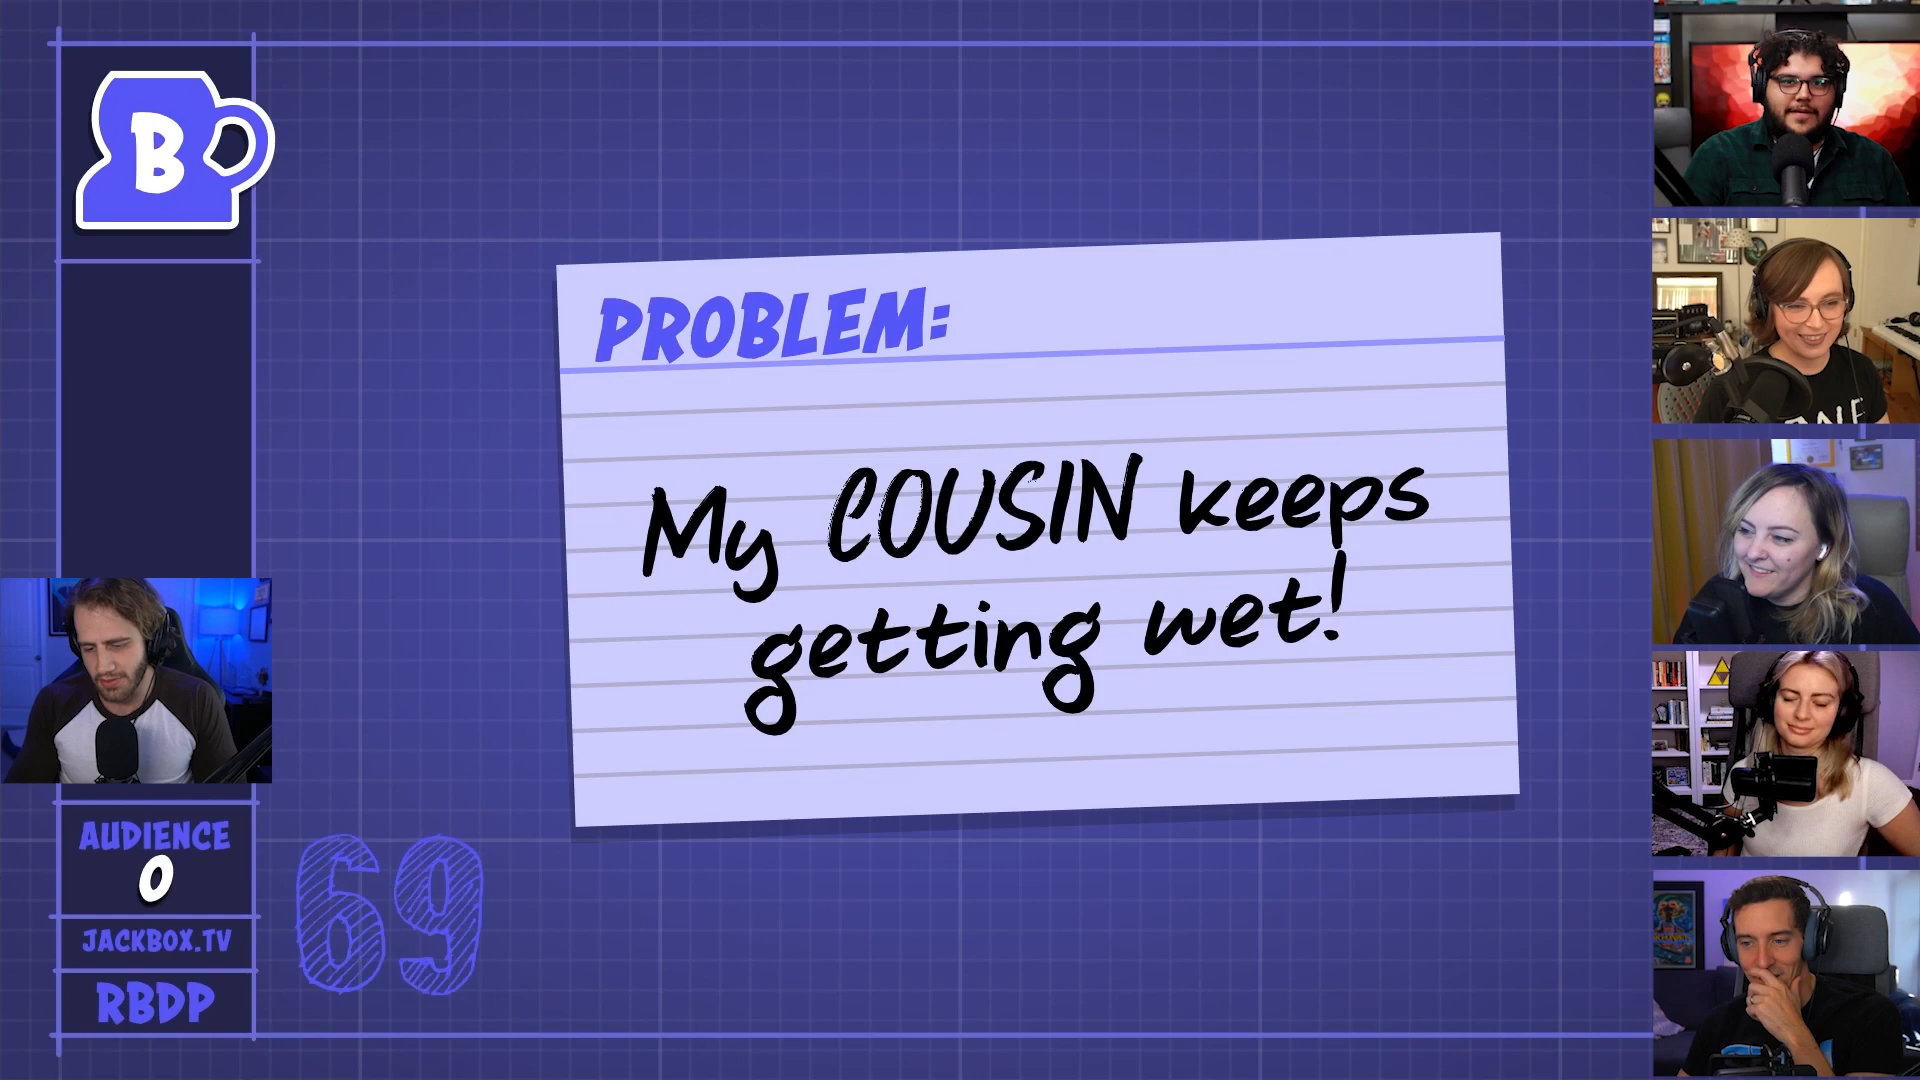 B
PROBLEM:
My COUSIN keeps
getting wet!
AUDIENCE
0
JACKBOX.TV
RBDP
69